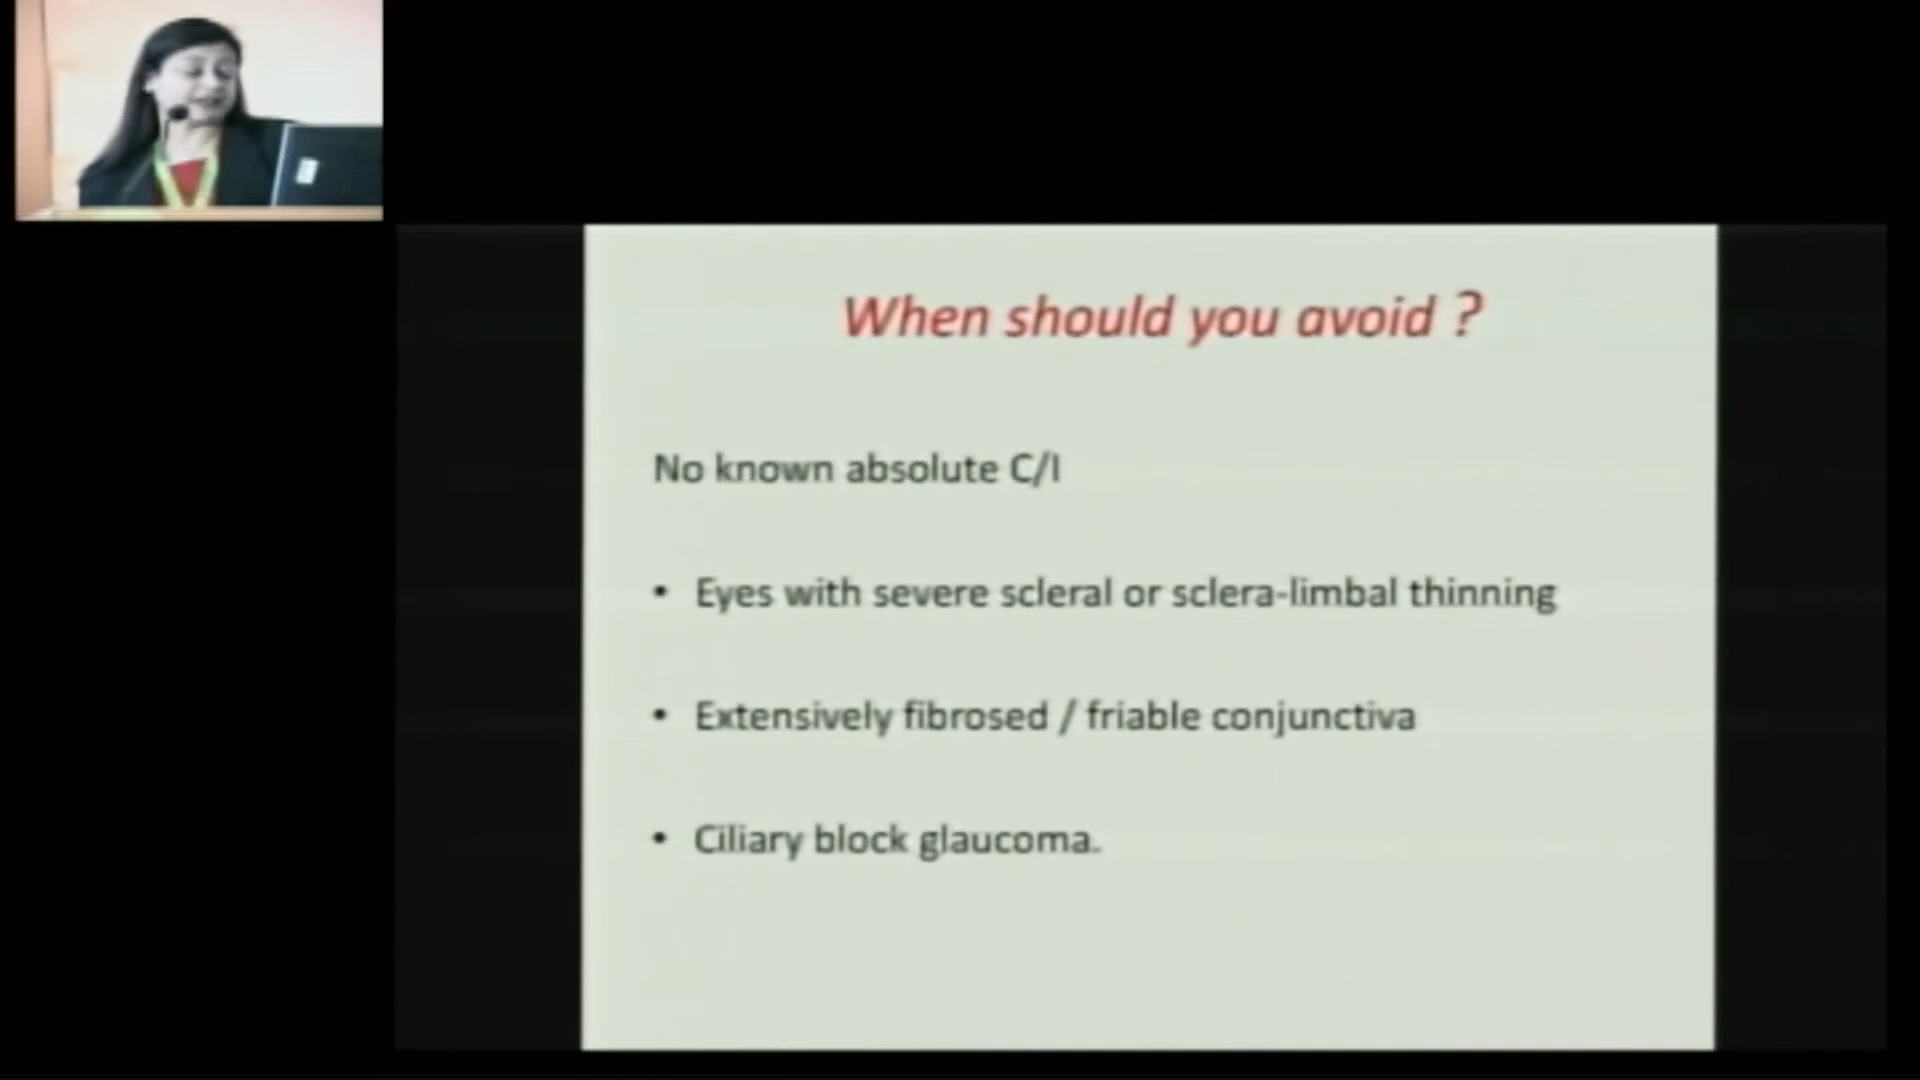 When should you avoid ?
No known absolute C/I
• Eyes with severe scleral or sclera-limbal thinning
• Extensively fibrosed / friable conjunctiva
• Ciliary block glaucoma.